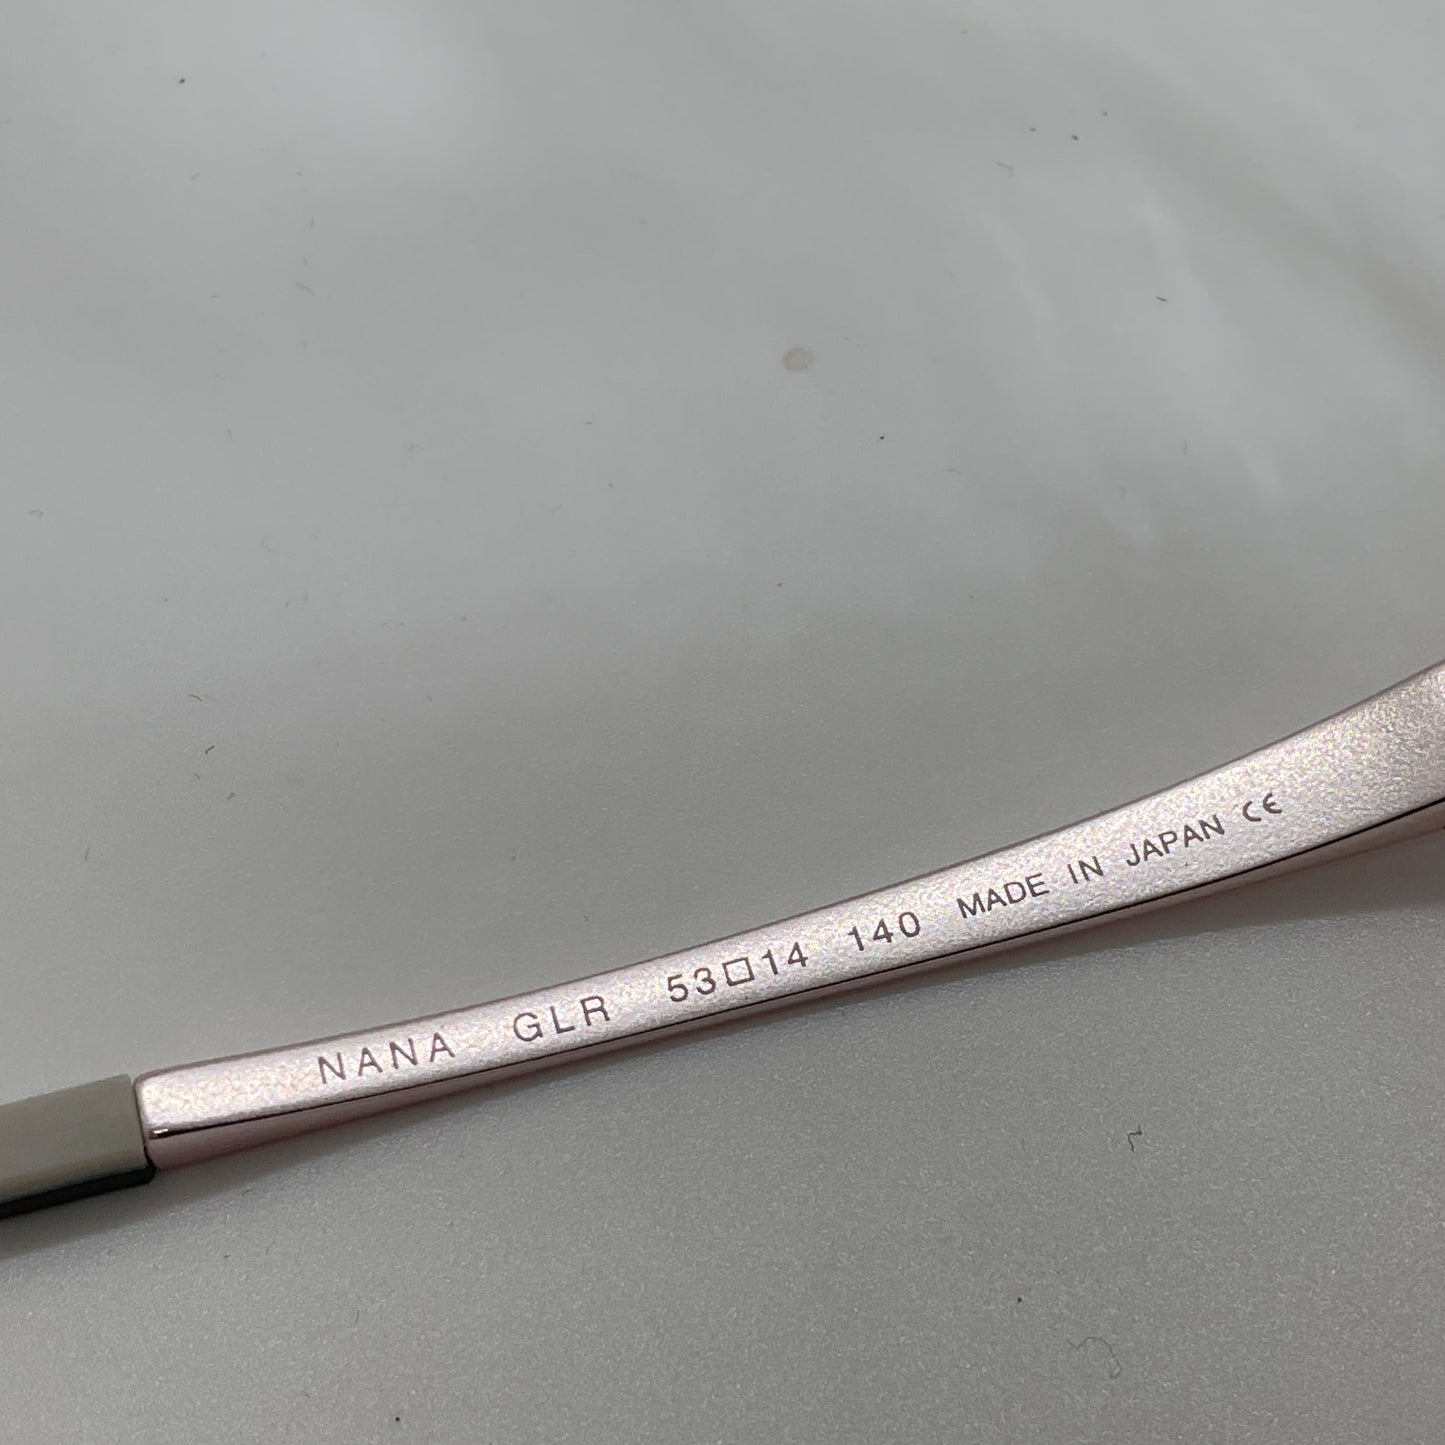 NANA GLR 53□14 140 MADE IN JAPAN CE